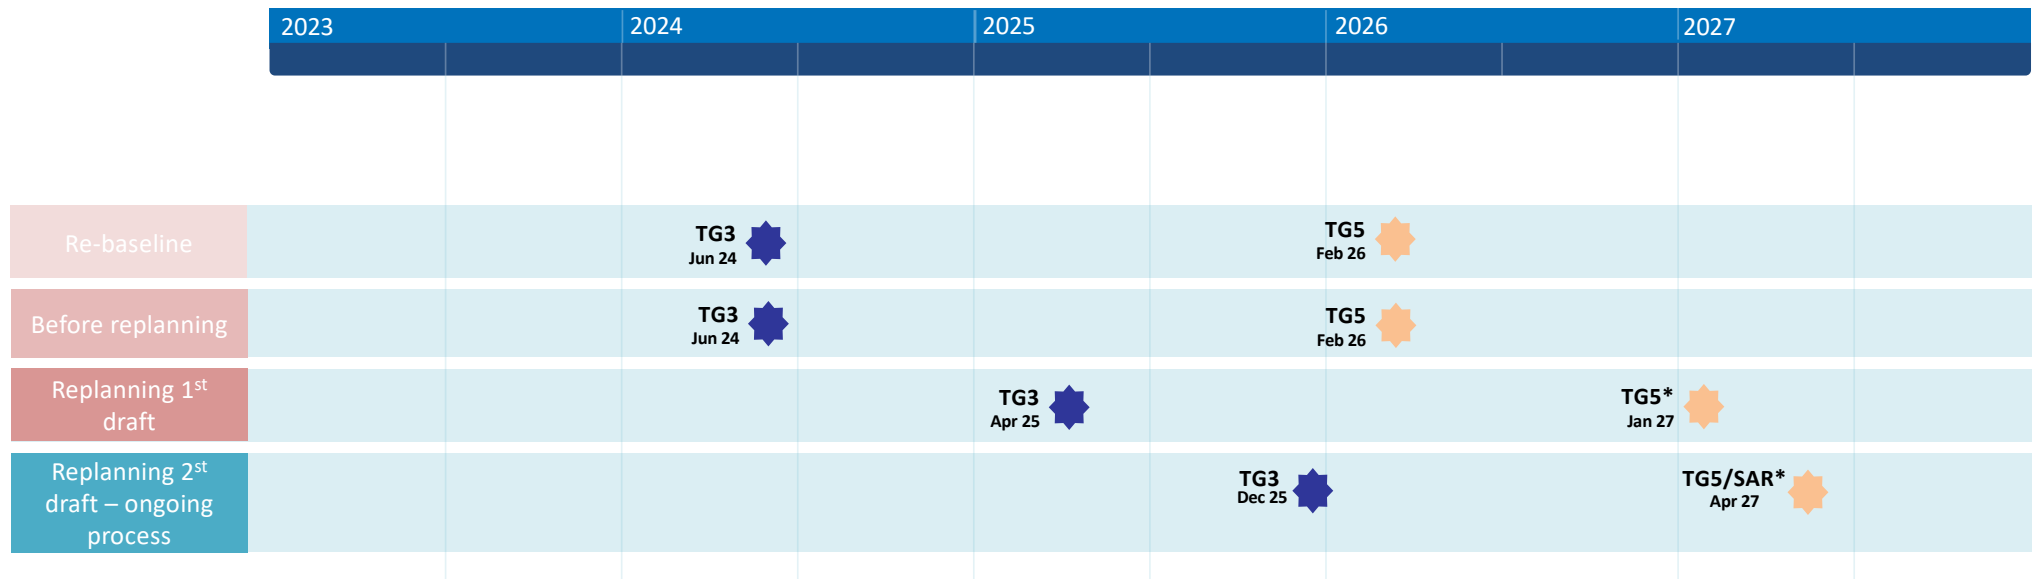 2023 2024 2025 2026 2027
Re-baseline
TG3
Jun 24
TG5
Feb 26
Before replanning
TG3
Jun 24
TG5
Feb 26
Replanning 1st
draft
TG3
Apr 25
TG5*
Jan 27
Replanning 2st
draft – ongoing
process
TG3
Dec 25
TG5/SAR*
Apr 27